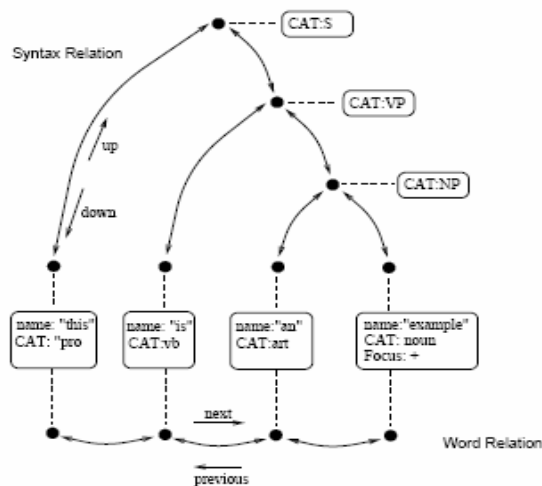 CAT:S
Syntax Relation
CAT:VP
up
CAT:NP
down
name: "this"
CAT: "pro
name: "is"
CAT:vb
name:"an"
CAT:art
name:"example"
CAT: noun
Focus: +
next
Word Relation
previous